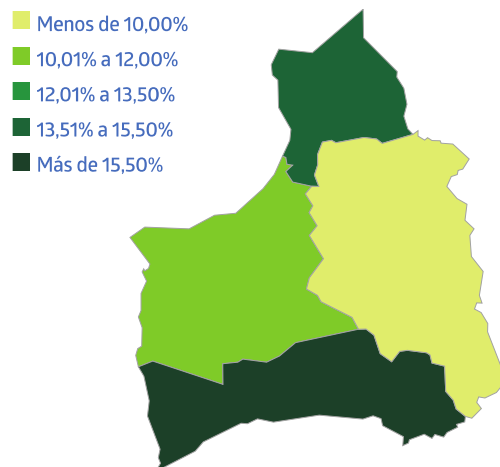 Menos de 10,00%
10,01% a 12,00%
12,01% a 13,50%
13,51% a 15,50%
Más de 15,50%